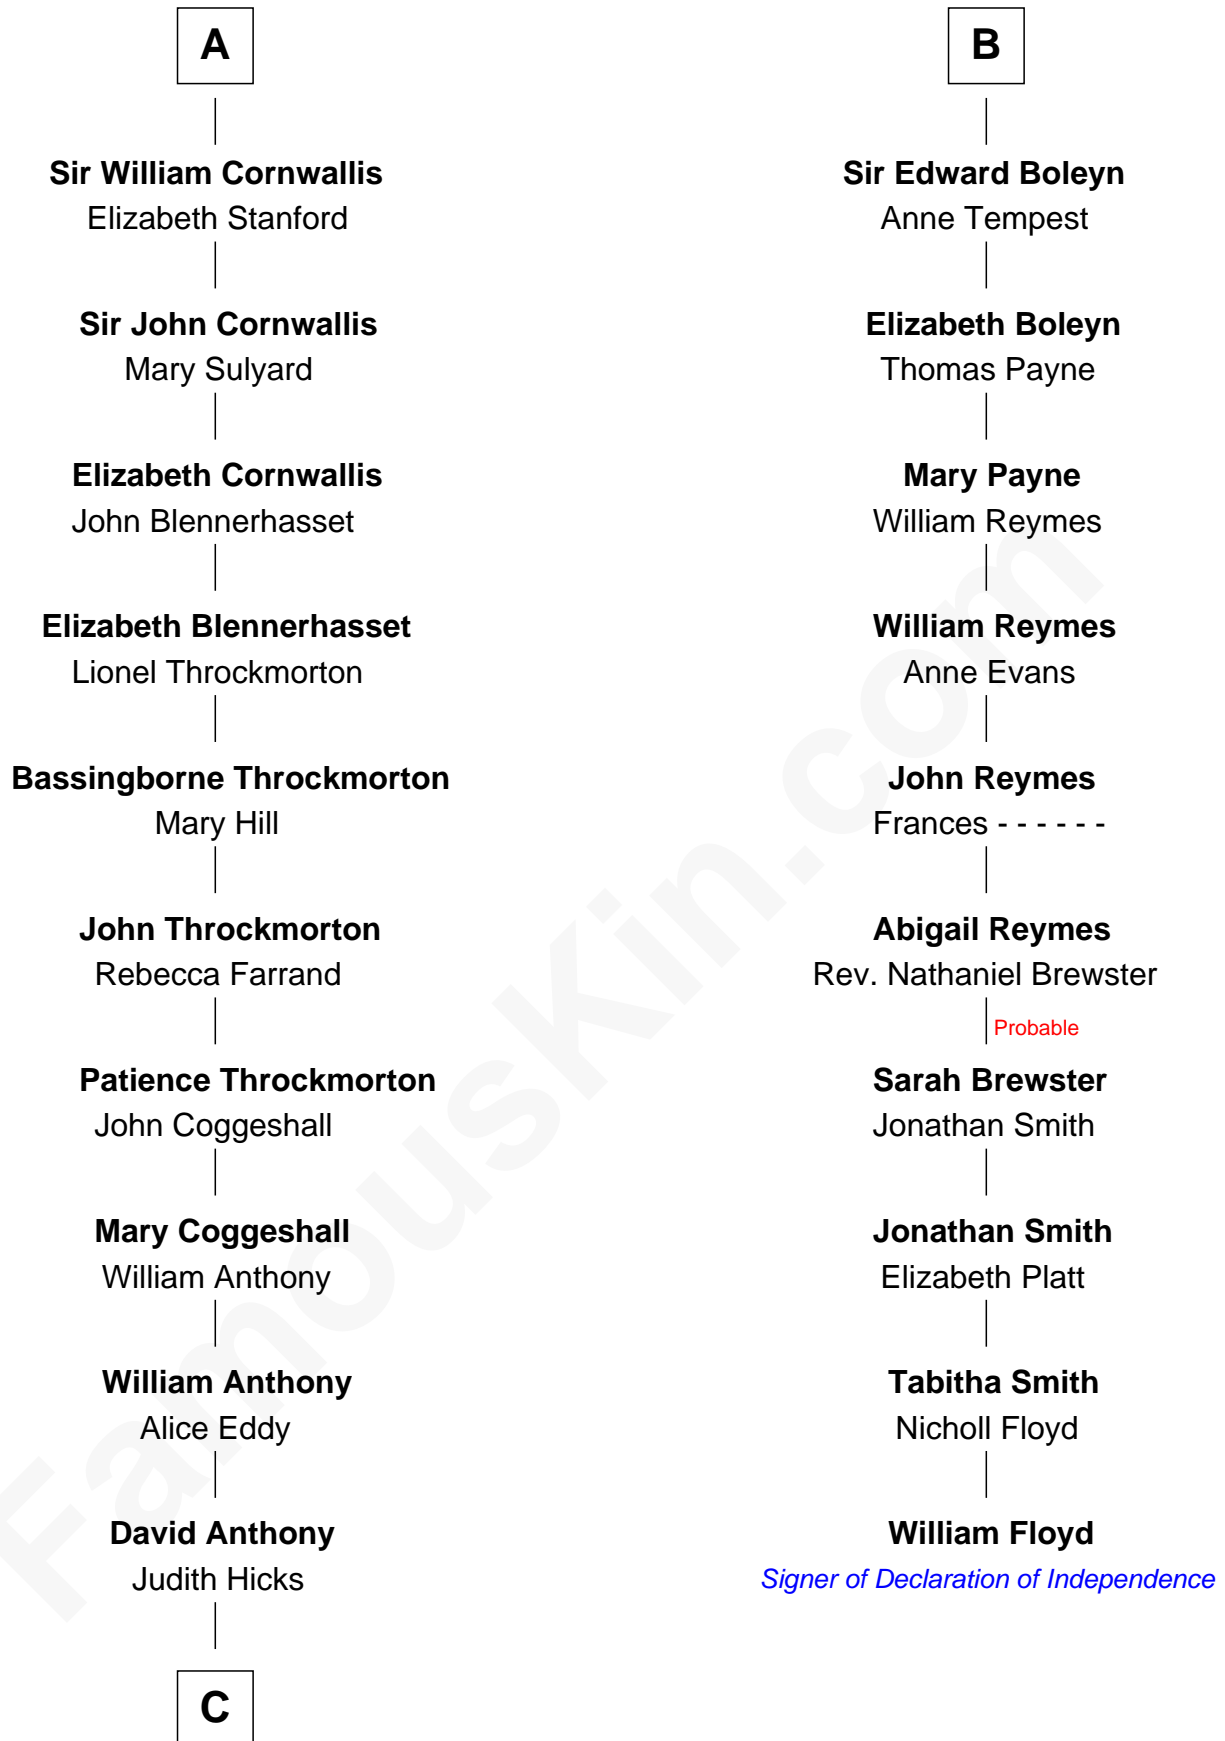 A
Sir William Cornwallis
Elizabeth Stanford
Sir John Cornwallis
Mary Sulyard
Elizabeth Cornwallis
John Blennerhasset
Elizabeth Blennerhasset
Lionel Throckmorton
Bassingborne Throckmorton
Mary Hill
John Throckmorton
Rebecca Farrand
Patience Throckmorton
John Coggeshall
Mary Coggeshall
William Anthony
William Anthony
Alice Eddy
David Anthony
Judith Hicks
C
B
Sir Edward Boleyn
Anne Tempest
Elizabeth Boleyn
Thomas Payne
Mary Payne
William Reymes
William Reymes
Anne Evans
John Reymes
Frances - - - - - -
Abigail Reymes
Rev. Nathaniel Brewster
Probable
Sarah Brewster
Jonathan Smith
Jonathan Smith
Elizabeth Platt
Tabitha Smith
Nicholl Floyd
William Floyd
Signer of Declaration of Independence
FamousKin.com